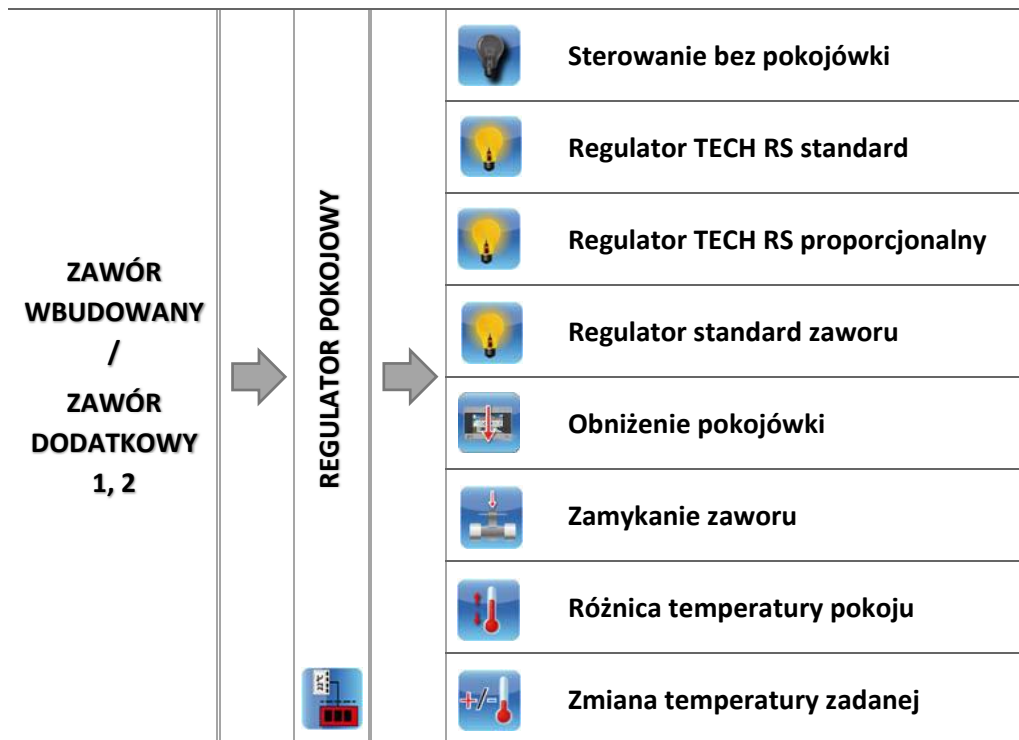 ZAWÓR
WBUDOWANY
/
ZAWÓR
DODATKOWY
1, 2
REGULATOR POKOJOWY
22°C
Sterowanie bez pokojówki
Regulator TECH RS standard
Regulator TECH RS proporcjonalny
Regulator standard zaworu
Obniżenie pokojówki
Zamykanie zaworu
Różnica temperatury pokoju
+/-
Zmiana temperatury zadanej